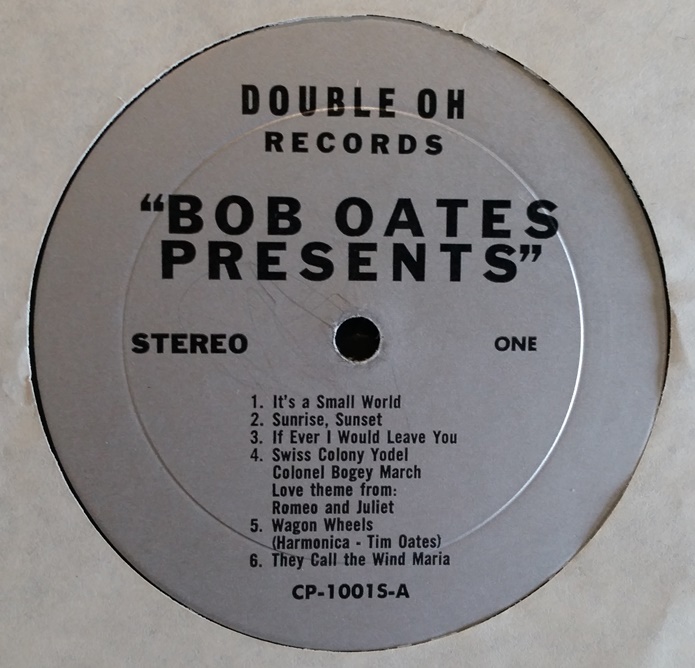 DOUBLE OH
RECORDS
“BOB OATES
PRESENTS”
STEREO
ONE
1. It's a Small World
2. Sunrise, Sunset
3. If Ever I Would Leave You
4. Swiss Colony Yodel
Colonel Bogey March
Love theme from:
Romeo and Juliet
5. Wagon Wheels
(Harmonica - Tim Oates)
6. They Call the Wind Maria
CP-1001S-A